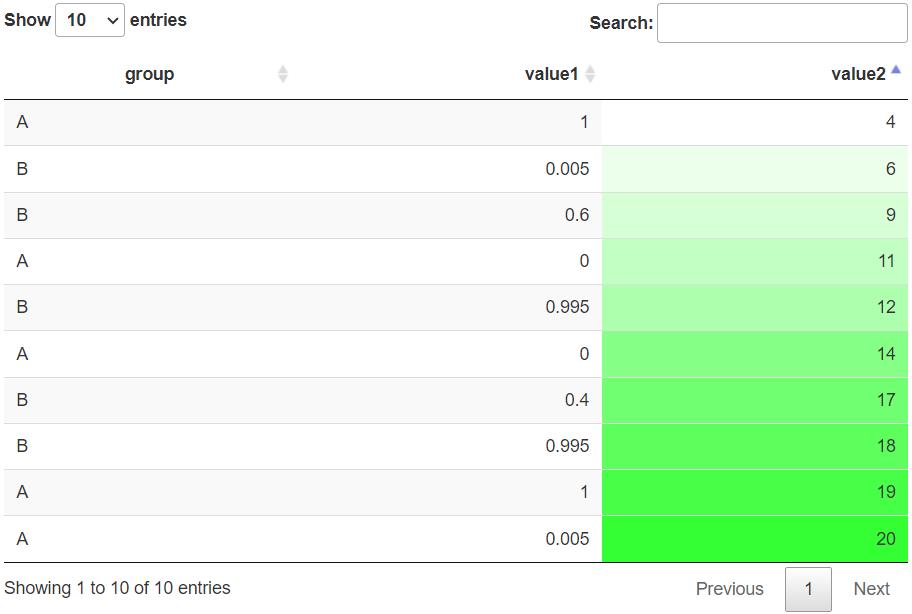 Show 10 entries Search:
group value1 value2
A 1 4
B 0.005 6
B 0.6 9
A 0 11
B 0.995 12
A 0 14
B 0.4 17
B 0.995 18
A 1 19
A 0.005 20
Showing 1 to 10 of 10 entries Previous 1 Next